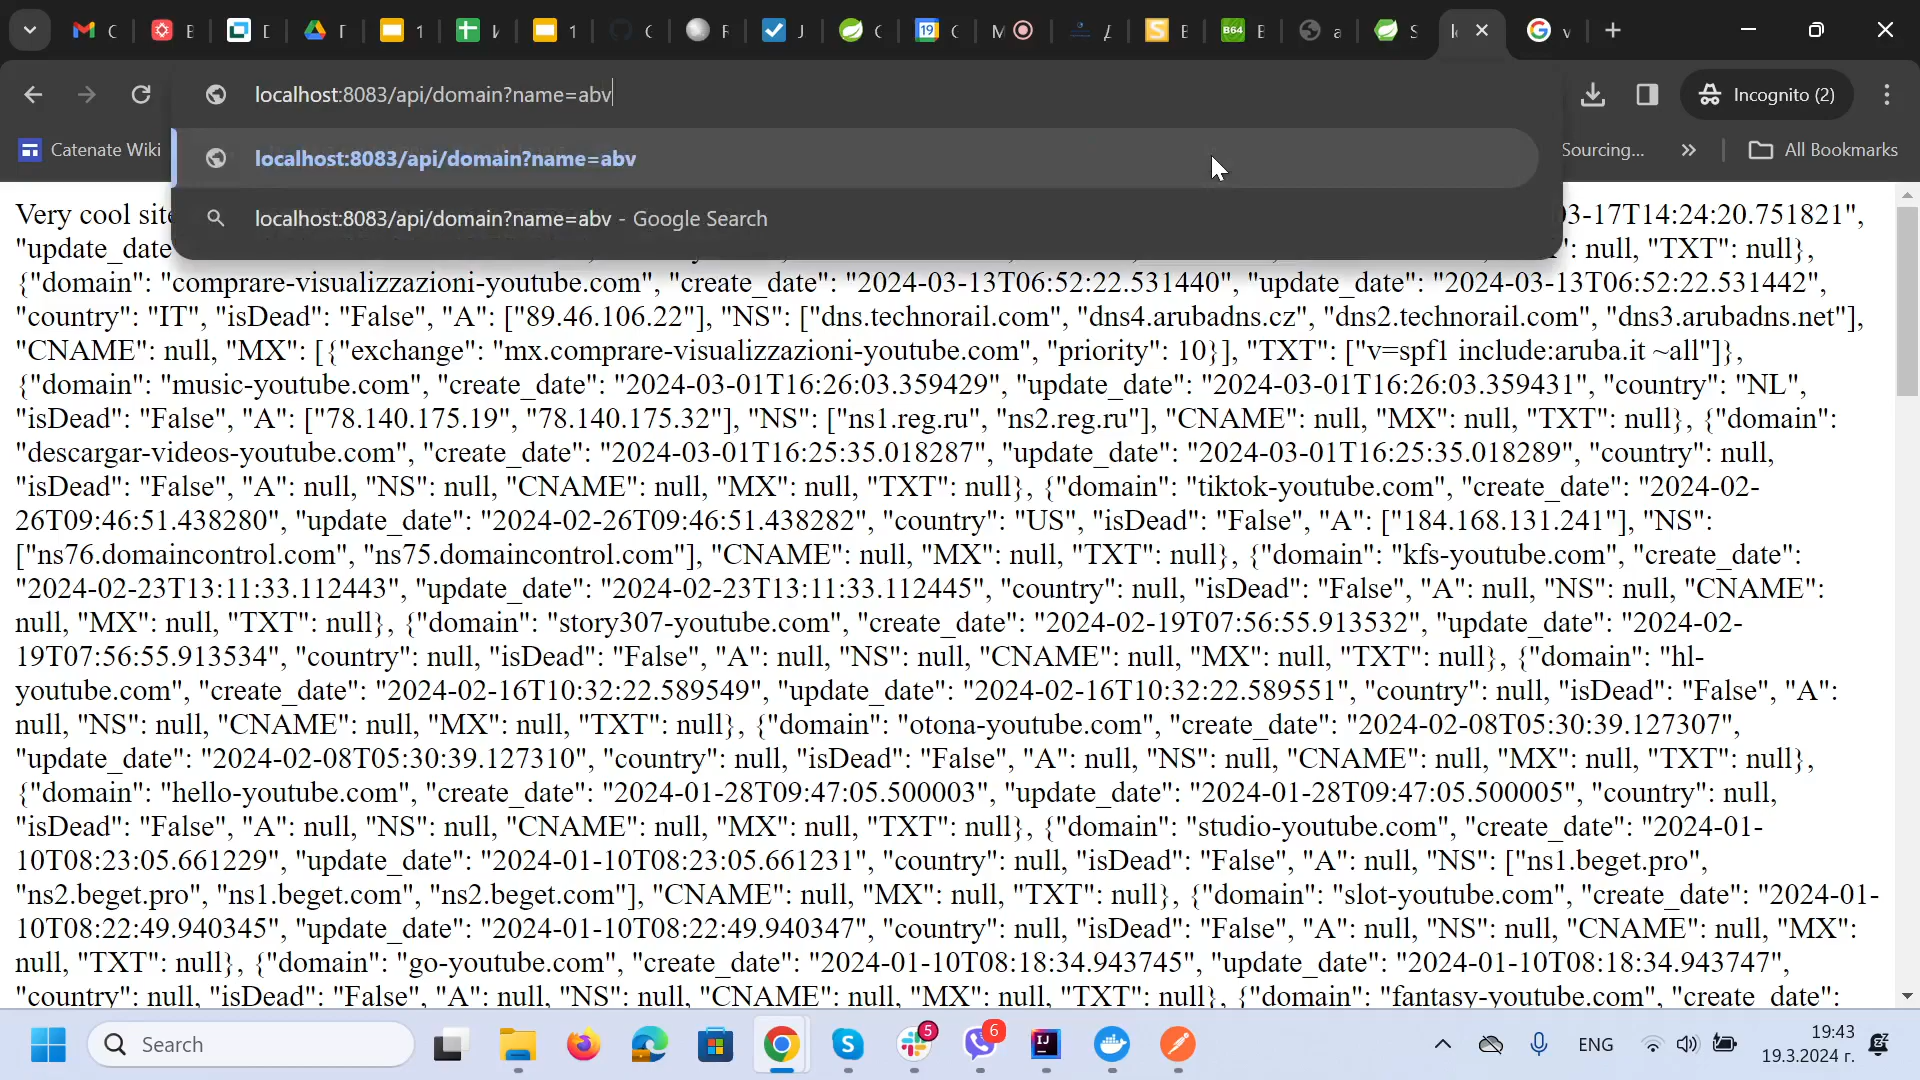 localhost:8083/api/domain?name=abv
Incognito (2)
Catenate Wiki
localhost:8083/api/domain?name=abv
Sourcing...
»
All Bookmarks
localhost:8083/api/domain?name=abv - Google Search
Very cool site
03-17T14:24:20.751821",
"update_date"
null, "TXT": null},
{"domain": "comprare-visualizzazioni-youtube.com", "create_date": "2024-03-13T06:52:22.531440", "update_date": "2024-03-13T06:52:22.531442",
"country": "IT", "isDead": "False", "A": ["89.46.106.22"], "NS": ["dns.technorail.com", "dns4.arubadns.cz", "dns2.technorail.com", "dns3.arubadns.net"],
"CNAME": null, "MX": [{"exchange": "mx.comprare-visualizzazioni-youtube.com", "priority": 10}], "TXT": ["v=spf1 include:aruba.it ~all"]},
{"domain": "music-youtube.com", "create_date": "2024-03-01T16:26:03.359429", "update_date": "2024-03-01T16:26:03.359431", "country": "NL",
"isDead": "False", "A": ["78.140.175.19", "78.140.175.32"], "NS": ["ns1.reg.ru", "ns2.reg.ru"], "CNAME": null, "MX": null, "TXT": null}, {"domain":
"descargar-videos-youtube.com", "create_date": "2024-03-01T16:25:35.018287", "update_date": "2024-03-01T16:25:35.018289", "country": null,
"isDead": "False", "A": null, "NS": null, "CNAME": null, "MX": null, "TXT": null}, {"domain": "tiktok-youtube.com", "create_date": "2024-02-
26T09:46:51.438280", "update_date": "2024-02-26T09:46:51.438282", "country": "US", "isDead": "False", "A": ["184.168.131.241"], "NS":
["ns76.domaincontrol.com", "ns75.domaincontrol.com"], "CNAME": null, "MX": null, "TXT": null}, {"domain": "kfs-youtube.com", "create_date":
"2024-02-23T13:11:33.112443", "update_date": "2024-02-23T13:11:33.112445", "country": null, "isDead": "False", "A": null, "NS": null, "CNAME":
null, "MX": null, "TXT": null}, {"domain": "story307-youtube.com", "create_date": "2024-02-19T07:56:55.913532", "update_date": "2024-02-
19T07:56:55.913534", "country": null, "isDead": "False", "A": null, "NS": null, "CNAME": null, "MX": null, "TXT": null}, {"domain": "hl-
youtube.com", "create_date": "2024-02-16T10:32:22.589549", "update_date": "2024-02-16T10:32:22.589551", "country": null, "isDead": "False", "A":
null, "NS": null, "CNAME": null, "MX": null, "TXT": null}, {"domain": "otona-youtube.com", "create_date": "2024-02-08T05:30:39.127307",
"update_date": "2024-02-08T05:30:39.127310", "country": null, "isDead": "False", "A": null, "NS": null, "CNAME": null, "MX": null, "TXT": null},
{"domain": "hello-youtube.com", "create_date": "2024-01-28T09:47:05.500003", "update_date": "2024-01-28T09:47:05.500005", "country": null,
"isDead": "False", "A": null, "NS": null, "CNAME": null, "MX": null, "TXT": null}, {"domain": "studio-youtube.com", "create_date": "2024-01-
10T08:23:05.661229", "update_date": "2024-01-10T08:23:05.661231", "country": null, "isDead": "False", "A": null, "NS": ["ns1.beget.pro",
"ns2.beget.pro", "ns1.beget.com", "ns2.beget.com"], "CNAME": null, "MX": null, "TXT": null}, {"domain": "slot-youtube.com", "create_date": "2024-01-
10T08:22:49.940345", "update_date": "2024-01-10T08:22:49.940347", "country": null, "isDead": "False", "A": null, "NS": null, "CNAME": null, "MX":
null, "TXT": null}, {"domain": "go-youtube.com", "create_date": "2024-01-10T08:18:34.943745", "update_date": "2024-01-10T08:18:34.943747",
"country": null, "isDead": "False", "A": null, "NS": null, "CNAME": null, "MX": null, "TXT": null}, {"domain": "fantasy-youtube.com", "create_date":
Search
5
6
ENG
19:43
19.3.2024 г.